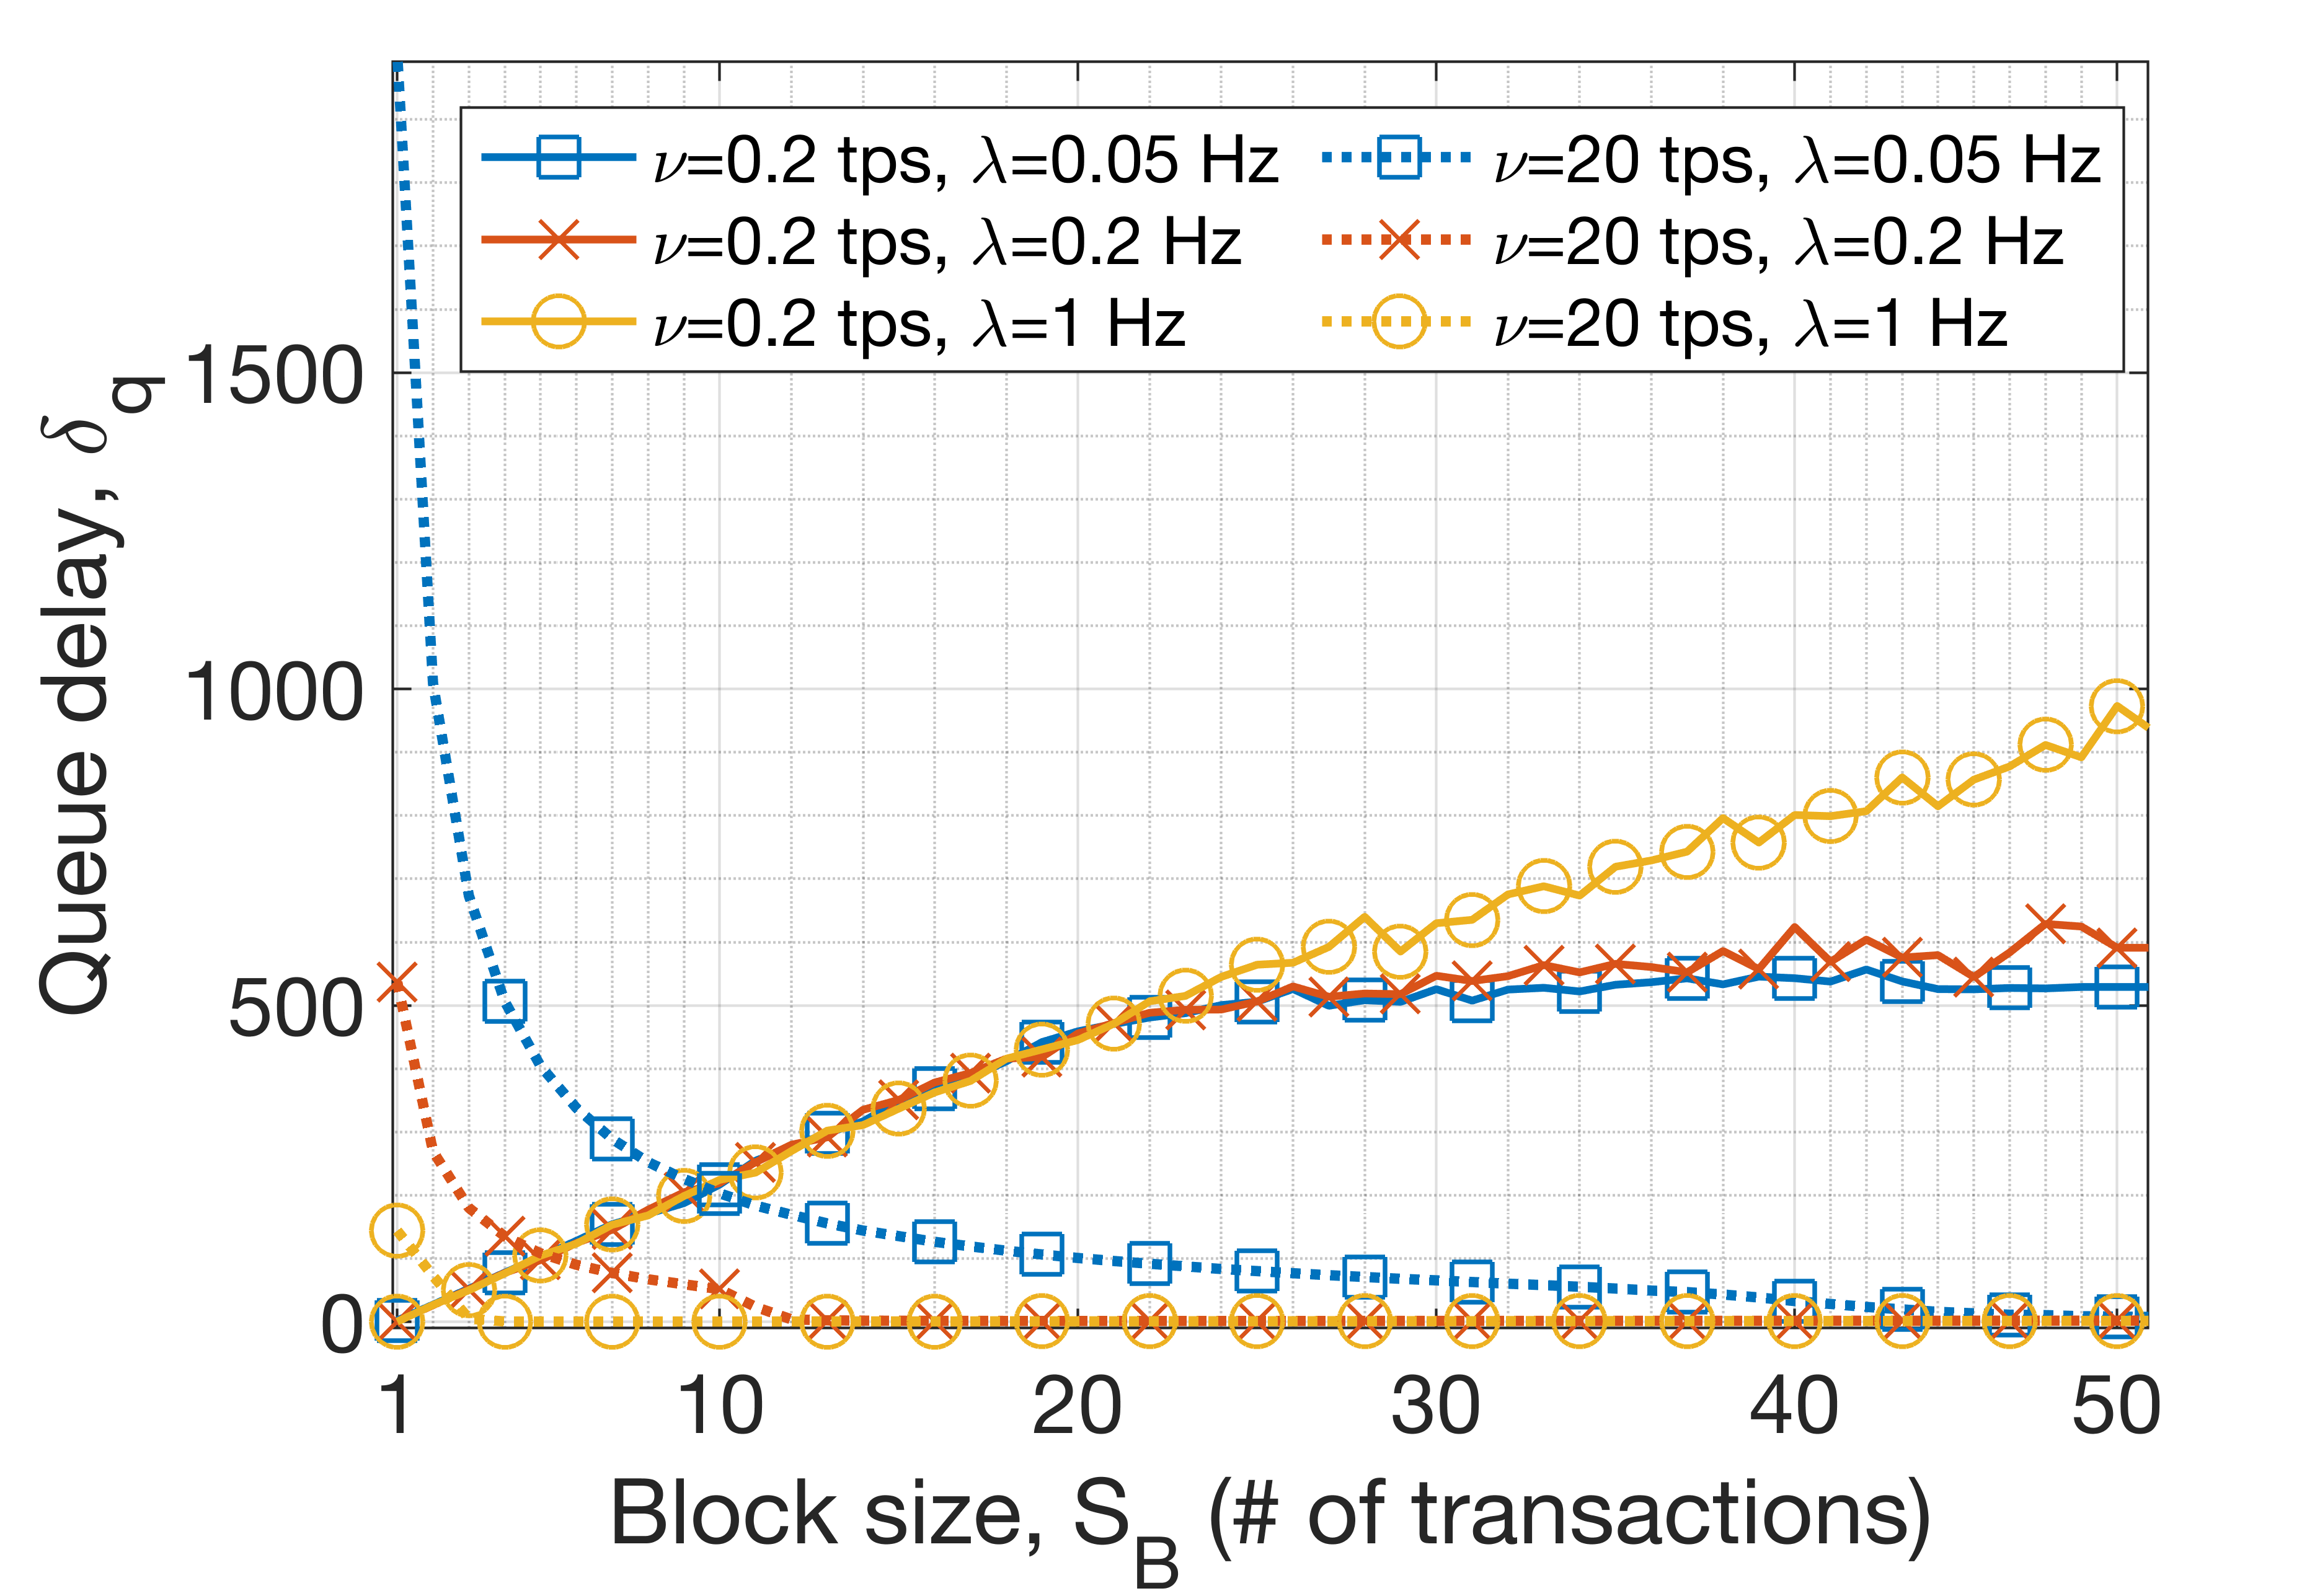 ν=0.2 tps, λ=0.05 Hz
ν=0.2 tps, λ=0.2 Hz
ν=0.2 tps, λ=1 Hz
ν=20 tps, λ=0.05 Hz
ν=20 tps, λ=0.2 Hz
ν=20 tps, λ=1 Hz
Queue delay, δ_q
1500
1000
500
0
1 10 20 30 40 50
Block size, S_B (# of transactions)